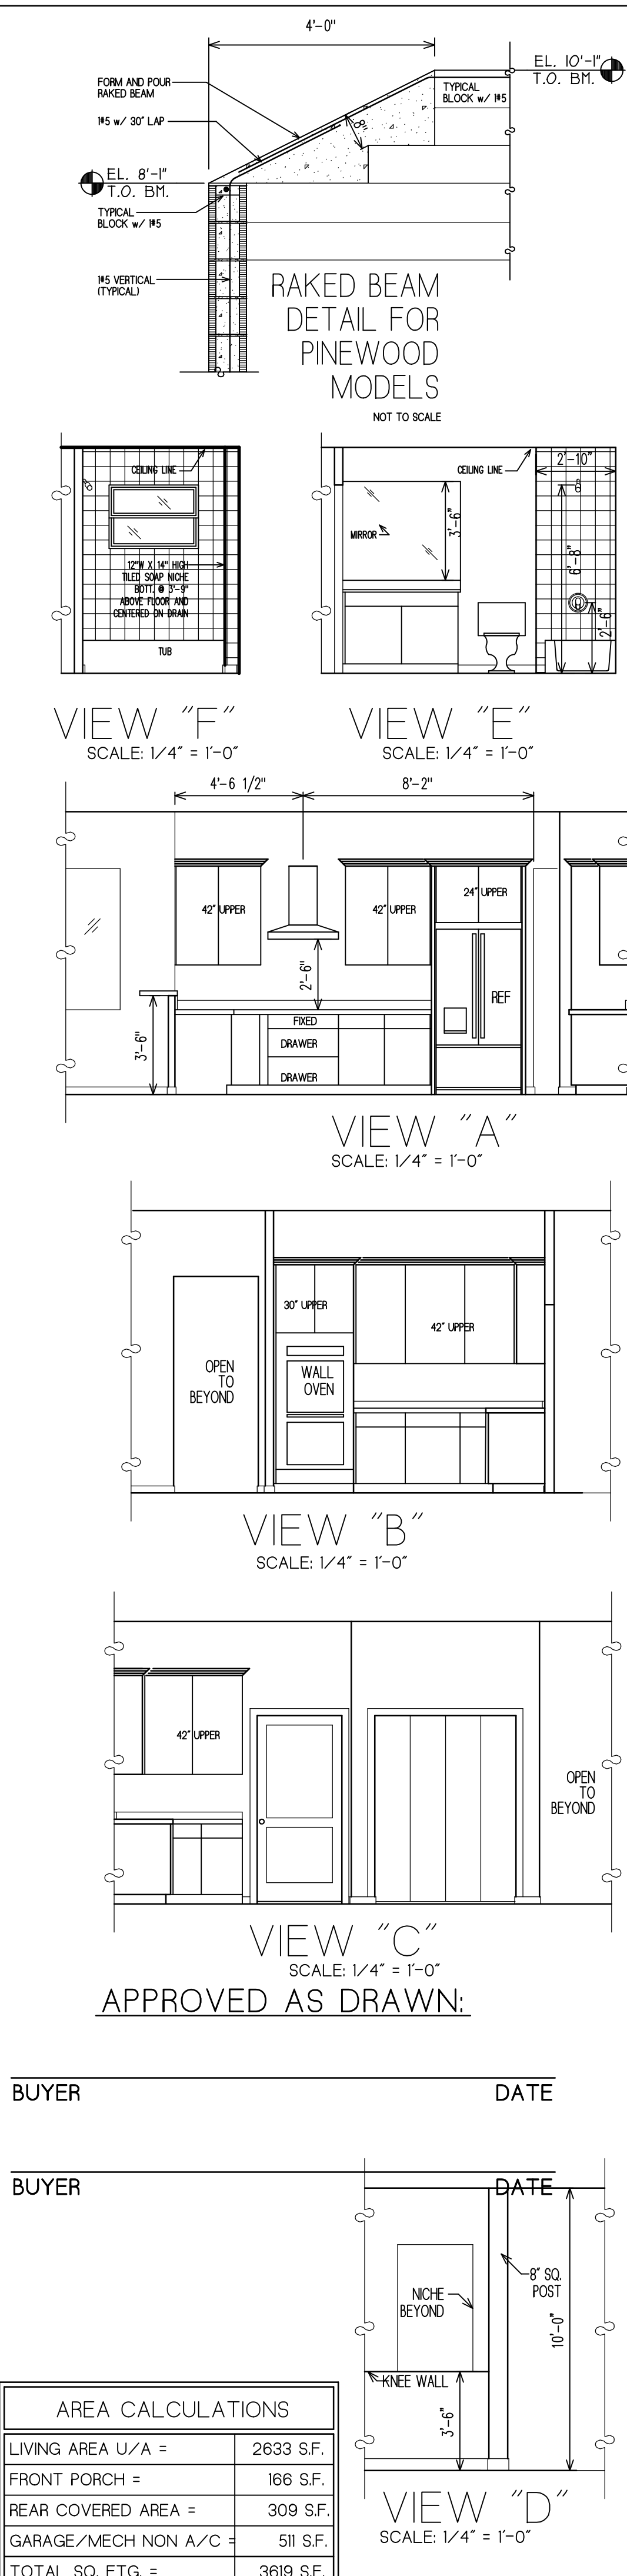 4'-0"
EL. 10'-1"
T.O. BM.
FORM AND POUR
RAKED BEAM
TYPICAL
BLOCK w/ 1#5
1#5 w/ 30" LAP
8"
EL. 8'-1"
T.O. BM.
TYPICAL
BLOCK w/ 1#5
1#5 VERTICAL
(TYPICAL)
RAKED BEAM
DETAIL FOR
PINEWOOD
MODELS
NOT TO SCALE
CEILING LINE
12"W X 14" HIGH
TILED SOAP NICHE
BOTT. @ 3'-9"
ABOVE FLOOR AND
CENTERED ON DRAIN
TUB
VIEW "F"
SCALE: 1/4" = 1'-0"
CEILING LINE
2'-10"
MIRROR
3'-6"
6'-8"
2'-6"
VIEW "E"
SCALE: 1/4" = 1'-0"
4'-6 1/2"
8'-2"
42" UPPER
42" UPPER
24" UPPER
2'-6"
REF
3'-6"
FIXED
DRAWER
DRAWER
VIEW "A"
SCALE: 1/4" = 1'-0"
30" UPPER
42" UPPER
OPEN
TO
BEYOND
WALL
OVEN
VIEW "B"
SCALE: 1/4" = 1'-0"
42" UPPER
OPEN
TO
BEYOND
VIEW "C"
SCALE: 1/4" = 1'-0"
APPROVED AS DRAWN:
BUYER DATE
BUYER DATE
8" SQ.
POST
NICHE
BEYOND
10'-0"
KNEE WALL
3'-6"
VIEW "D"
SCALE: 1/4" = 1'-0"
AREA CALCULATIONS
LIVING AREA U/A = 2633 S.F.
FRONT PORCH = 166 S.F.
REAR COVERED AREA = 309 S.F.
GARAGE/MECH NON A/C = 511 S.F.
TOTAL SQ. FTG. = 3619 S.F.